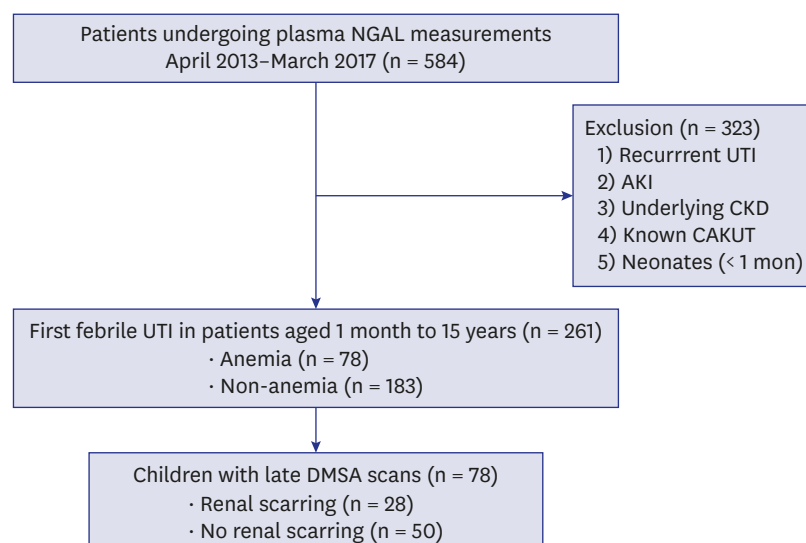 Patients undergoing plasma NGAL measurements
April 2013–March 2017 (n = 584)
Exclusion (n = 323)
1) Recurrrent UTI
2) AKI
3) Underlying CKD
4) Known CAKUT
5) Neonates (< 1 mon)
First febrile UTI in patients aged 1 month to 15 years (n = 261)
· Anemia (n = 78)
· Non-anemia (n = 183)
Children with late DMSA scans (n = 78)
· Renal scarring (n = 28)
· No renal scarring (n = 50)